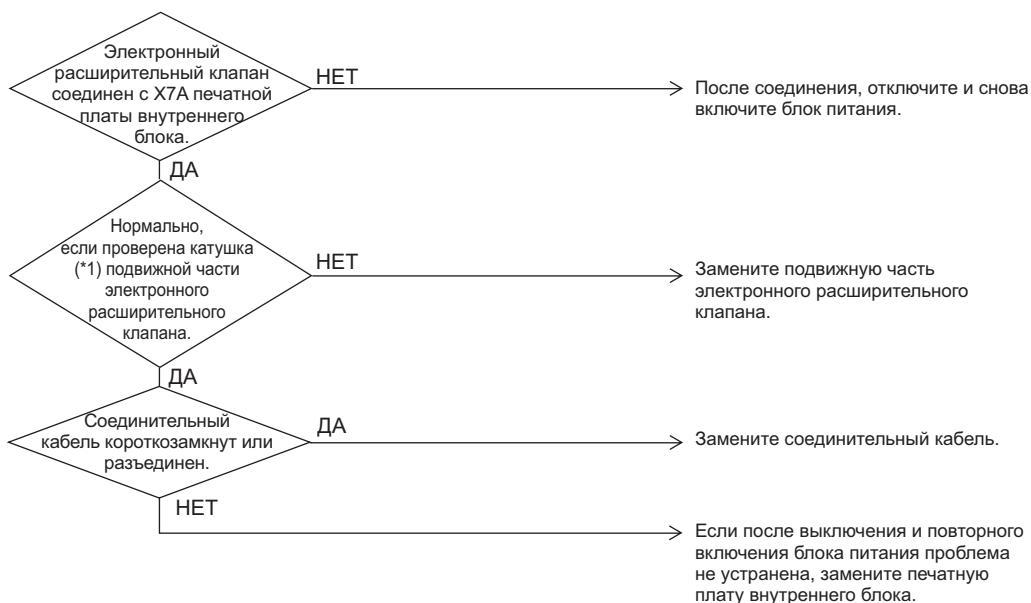 Электронный
расширительный клапан
соединен с X7A печатной
платы внутреннего
блока.
НЕТ
После соединения, отключите и снова
включите блок питания.
ДА
Нормально,
если проверена катушка
(*1) подвижной части
электронного
расширительного
клапана.
НЕТ
Замените подвижную часть
электронного расширительного
клапана.
ДА
Соединительный
кабель короткозамкнут или
разъединен.
ДА
Замените соединительный кабель.
НЕТ
Если после выключения и повторного
включения блока питания проблема
не устранена, замените печатную
плату внутреннего блока.